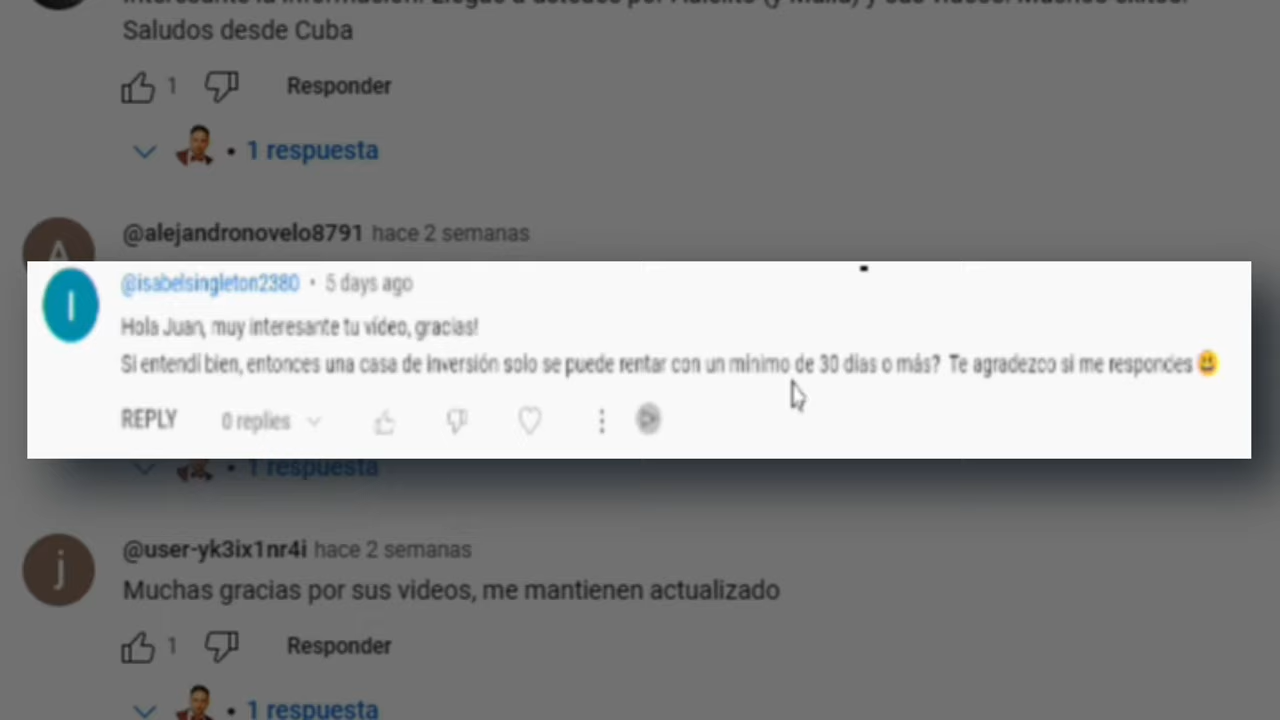 Saludos desde Cuba
1 Responder
• 1 respuesta
@alejandronovelo8791 hace 2 semanas
A
I
@isabelsingleton2380 • 5 days ago
Hola Juan, muy interesante tu vídeo, gracias!
Si entendí bien, entonces una casa de inversión solo se puede rentar con un mínimo de 30 días o más? Te agradezco si me respondes 😃
REPLY 0 replies
• 1 respuesta
j
@user-yk3ix1nr4i hace 2 semanas
Muchas gracias por sus videos, me mantienen actualizado
1 Responder
• 1 respuesta